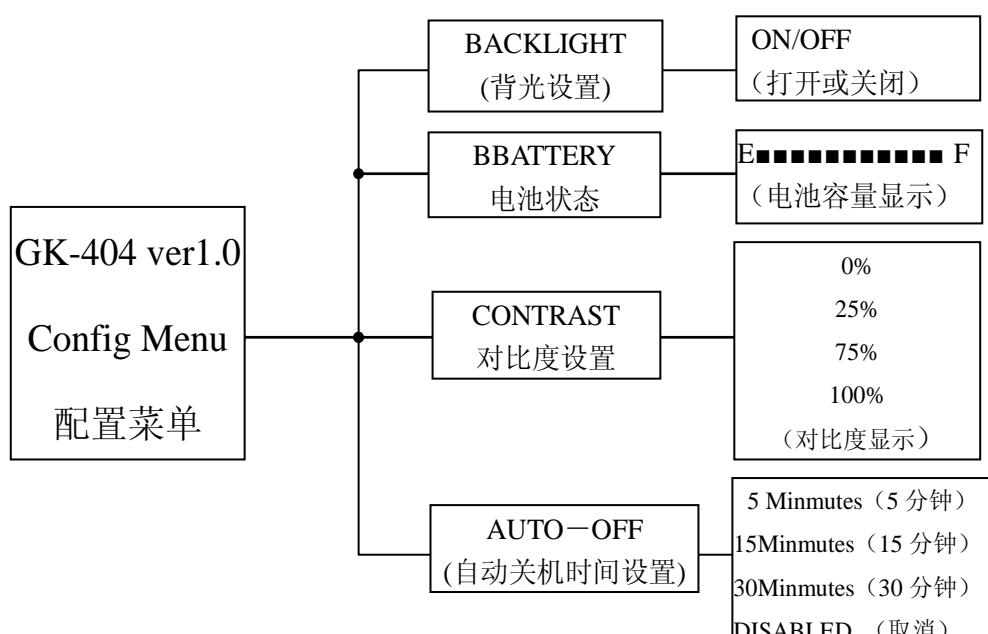 GK-404 ver1.0
Config Menu
配置菜单
BACKLIGHT
(背光设置)
ON/OFF
（打开或关闭）
BBATTERY
电池状态
E■■■■■■■■■■■ F
（电池容量显示）
CONTRAST
对比度设置
0%
25%
75%
100%
（对比度显示）
AUTO－OFF
(自动关机时间设置)
5 Minmutes（5 分钟）
15Minmutes（15 分钟）
30Minmutes（30 分钟）
DISABLED （取消）